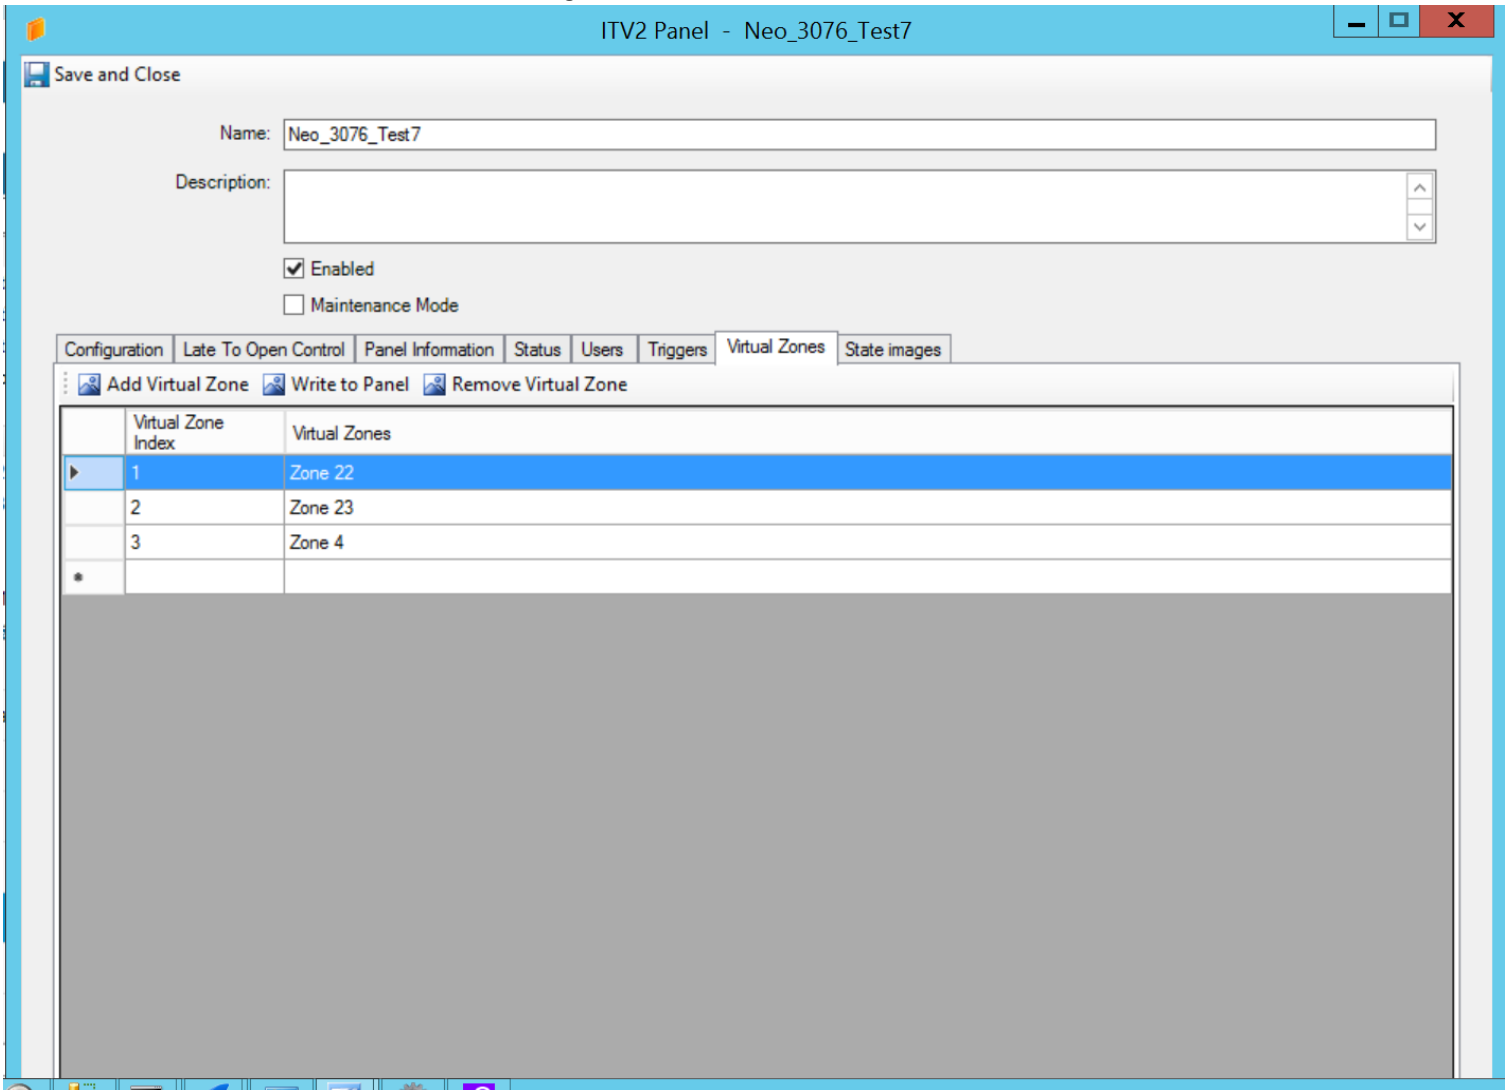 ITV2 Panel - Neo_3076_Test7
Save and Close
Name: Neo_3076_Test7
Description:
Enabled
Maintenance Mode
Configuration Late To Open Control Panel Information Status Users Triggers Virtual Zones State images
Add Virtual Zone Write to Panel Remove Virtual Zone
Virtual Zone
Index
Virtual Zones
1 Zone 22
2 Zone 23
3 Zone 4